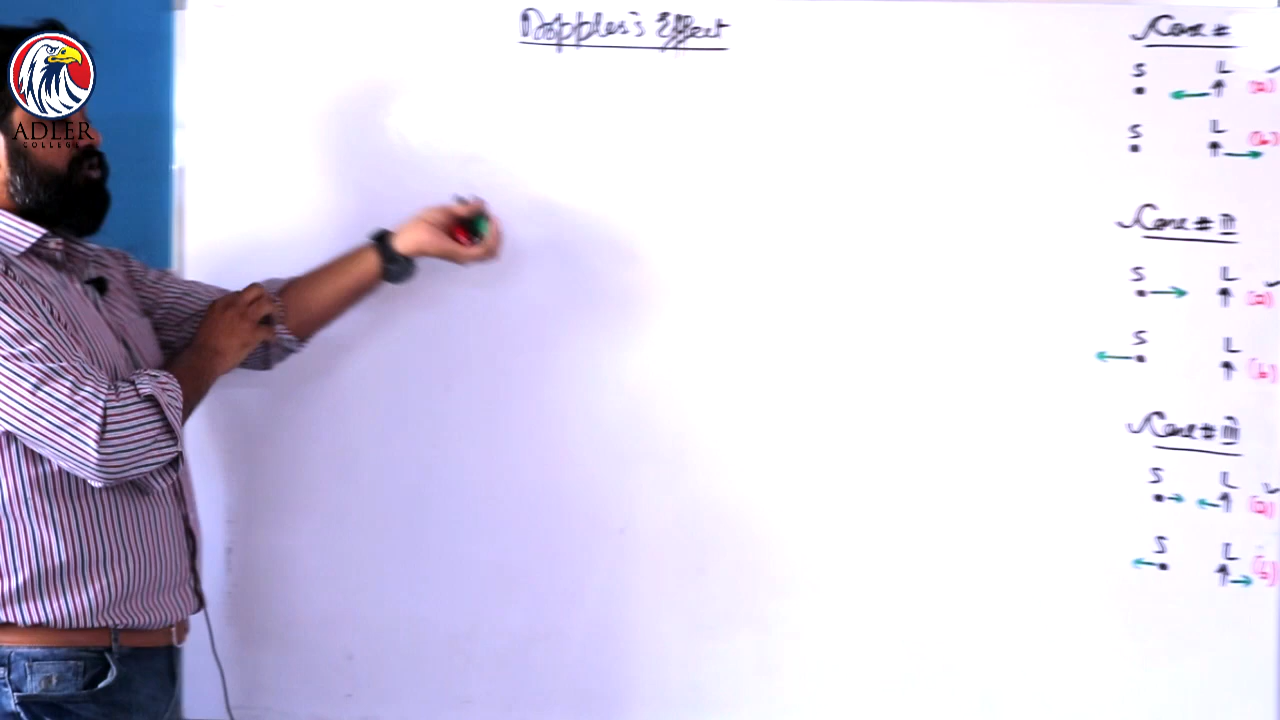 ADLER
COLLEGE
Doppler's Effect
Case #
S L (a)
S L (b)
Case # II
S L (a)
S L (b)
Case # III
S L (a)
S L (b)